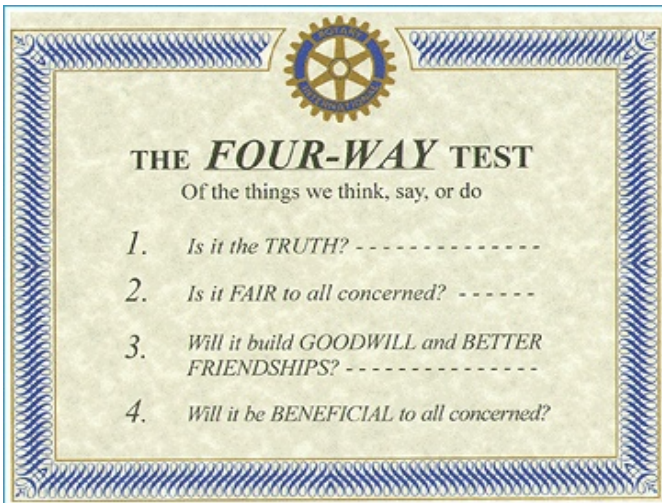 ROTARY
INTERNATIONAL
THE FOUR-WAY TEST
Of the things we think, say, or do
1. Is it the TRUTH? - - - - - - - - - - - - - -
2. Is it FAIR to all concerned? - - - - - -
3. Will it build GOODWILL and BETTER
FRIENDSHIPS? - - - - - - - - - - - - - - -
4. Will it be BENEFICIAL to all concerned?